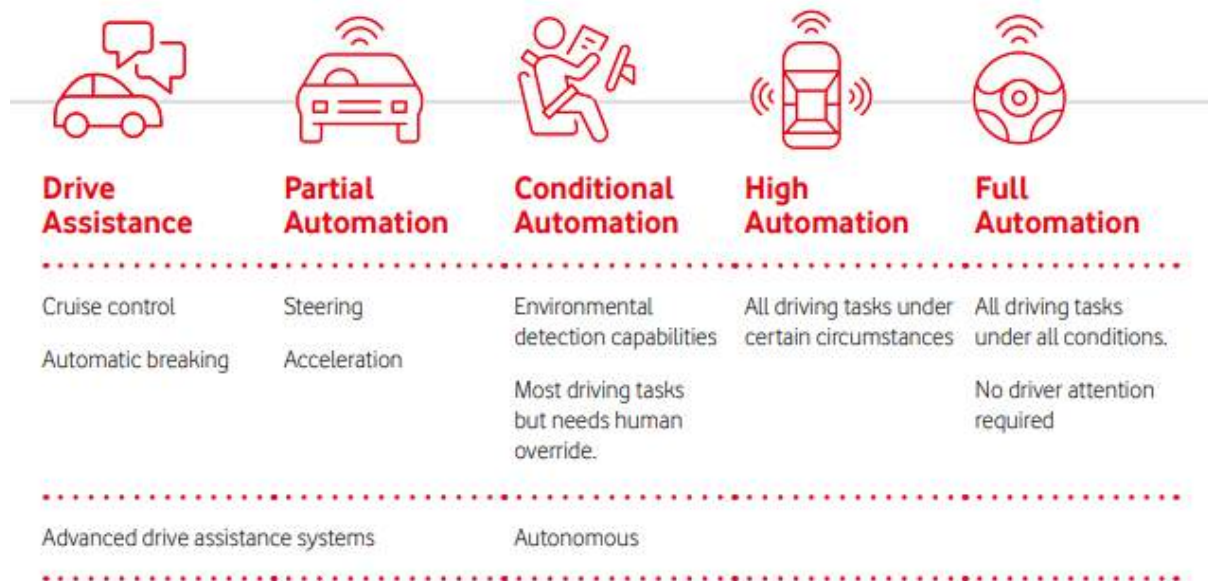 Drive
Assistance
Partial
Automation
Conditional
Automation
High
Automation
Full
Automation
Cruise control
Automatic breaking
Steering
Acceleration
Environmental
detection capabilities
Most driving tasks
but needs human
override.
All driving tasks under
certain circumstances
All driving tasks
under all conditions.
No driver attention
required
Advanced drive assistance systems
Autonomous